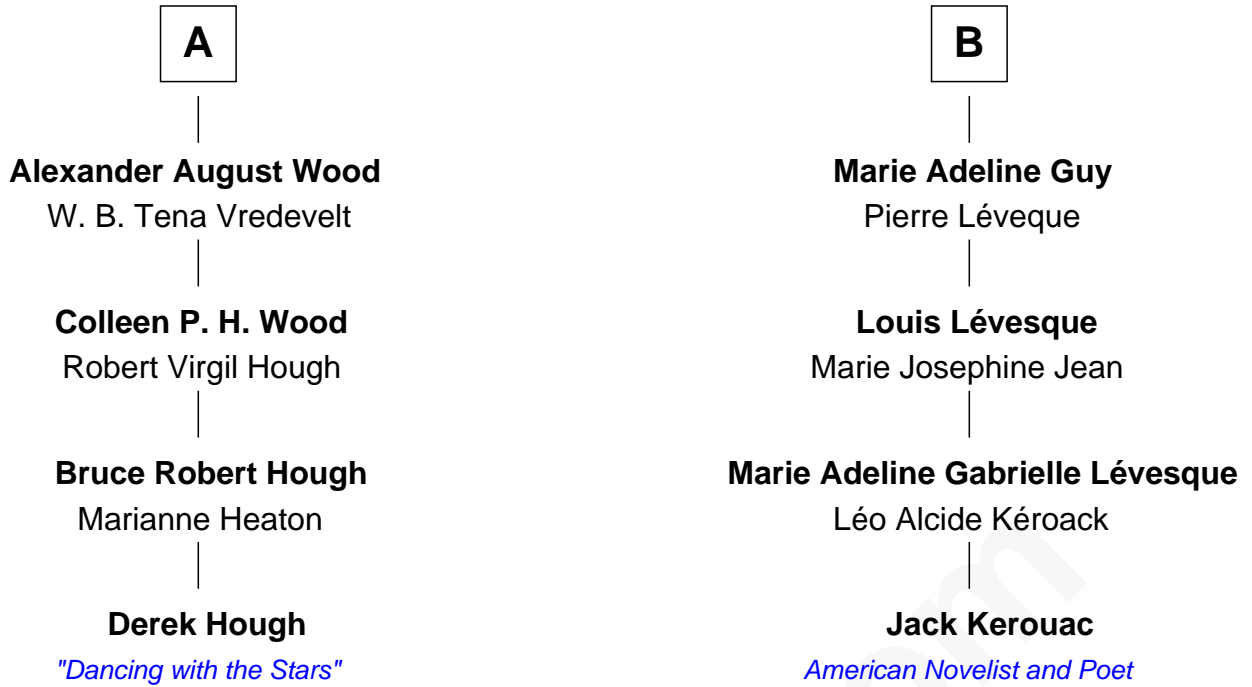 A
Alexander August Wood
W. B. Tena Vredevelt
Colleen P. H. Wood
Robert Virgil Hough
Bruce Robert Hough
Marianne Heaton
Derek Hough
"Dancing with the Stars"
B
Marie Adeline Guy
Pierre Léveque
Louis Lévesque
Marie Josephine Jean
Marie Adeline Gabrielle Lévesque
Léo Alcide Kéroack
Jack Kerouac
American Novelist and Poet